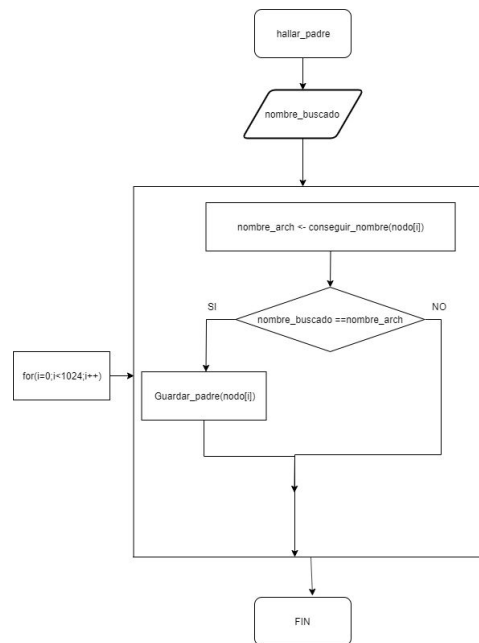 hallar_padre
nombre_buscado
nombre_arch <- conseguir_nombre(nodo[i])
SI
NO
nombre_buscado ==nombre_arch
for(i=0;i<1024;i++)
Guardar_padre(nodo[i])
FIN